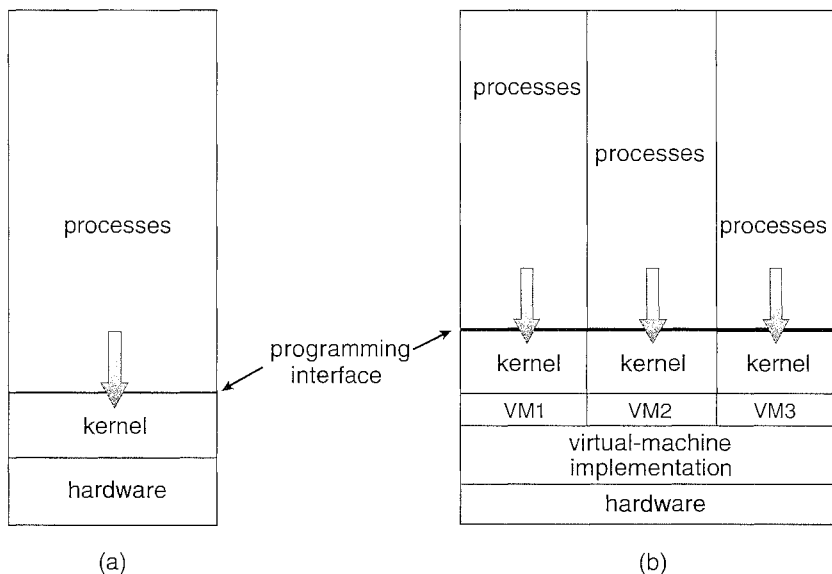 processes
kernel
hardware
(a)
programming
interface
processes
processes
processes
kernel
kernel
kernel
VM1
VM2
VM3
virtual-machine
implementation
hardware
(b)